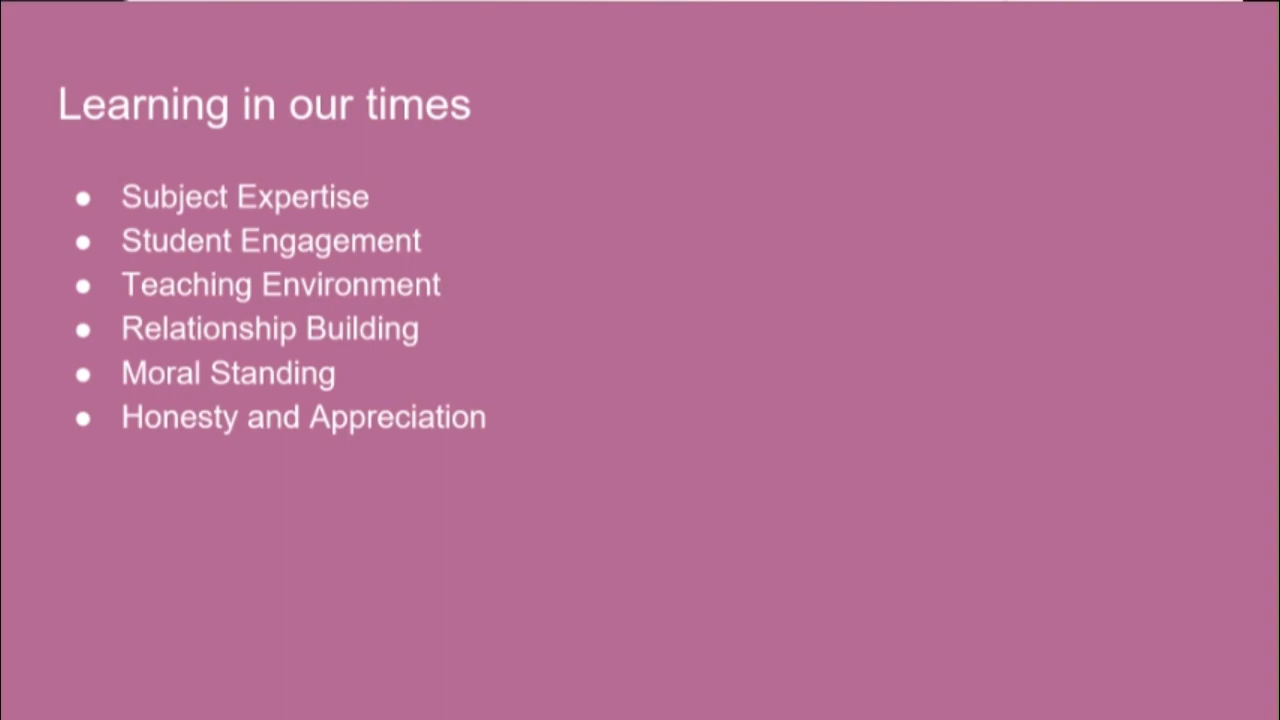 Learning in our times
● Subject Expertise
● Student Engagement
● Teaching Environment
● Relationship Building
● Moral Standing
● Honesty and Appreciation